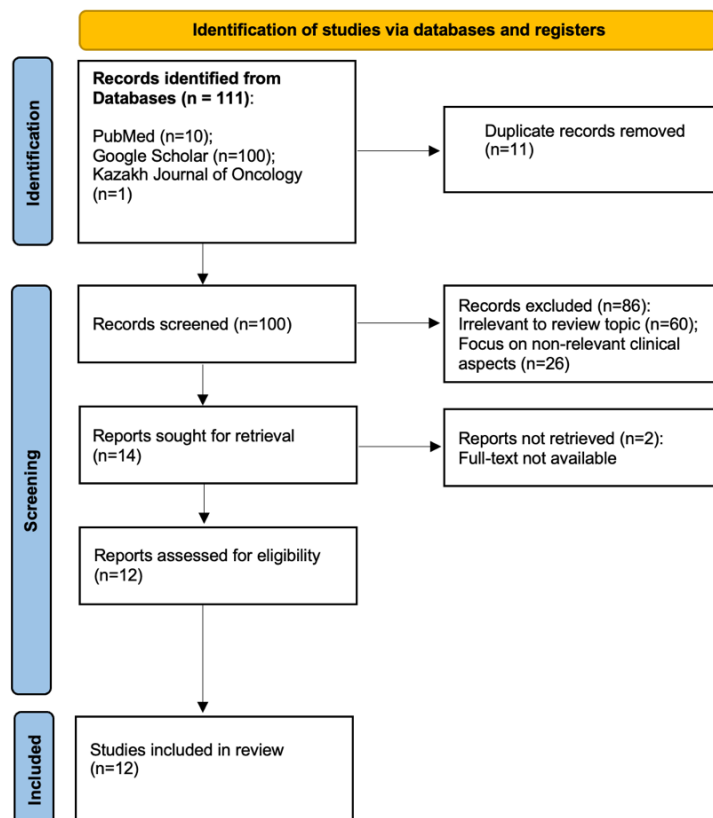 Identification of studies via databases and registers
Identification
Records identified from
Databases (n = 111):
PubMed (n=10);
Google Scholar (n=100);
Kazakh Journal of Oncology
(n=1)
Duplicate records removed
(n=11)
Screening
Records screened (n=100)
Records excluded (n=86):
Irrelevant to review topic (n=60);
Focus on non-relevant clinical
aspects (n=26)
Reports sought for retrieval
(n=14)
Reports not retrieved (n=2):
Full-text not available
Reports assessed for eligibility
(n=12)
Included
Studies included in review
(n=12)